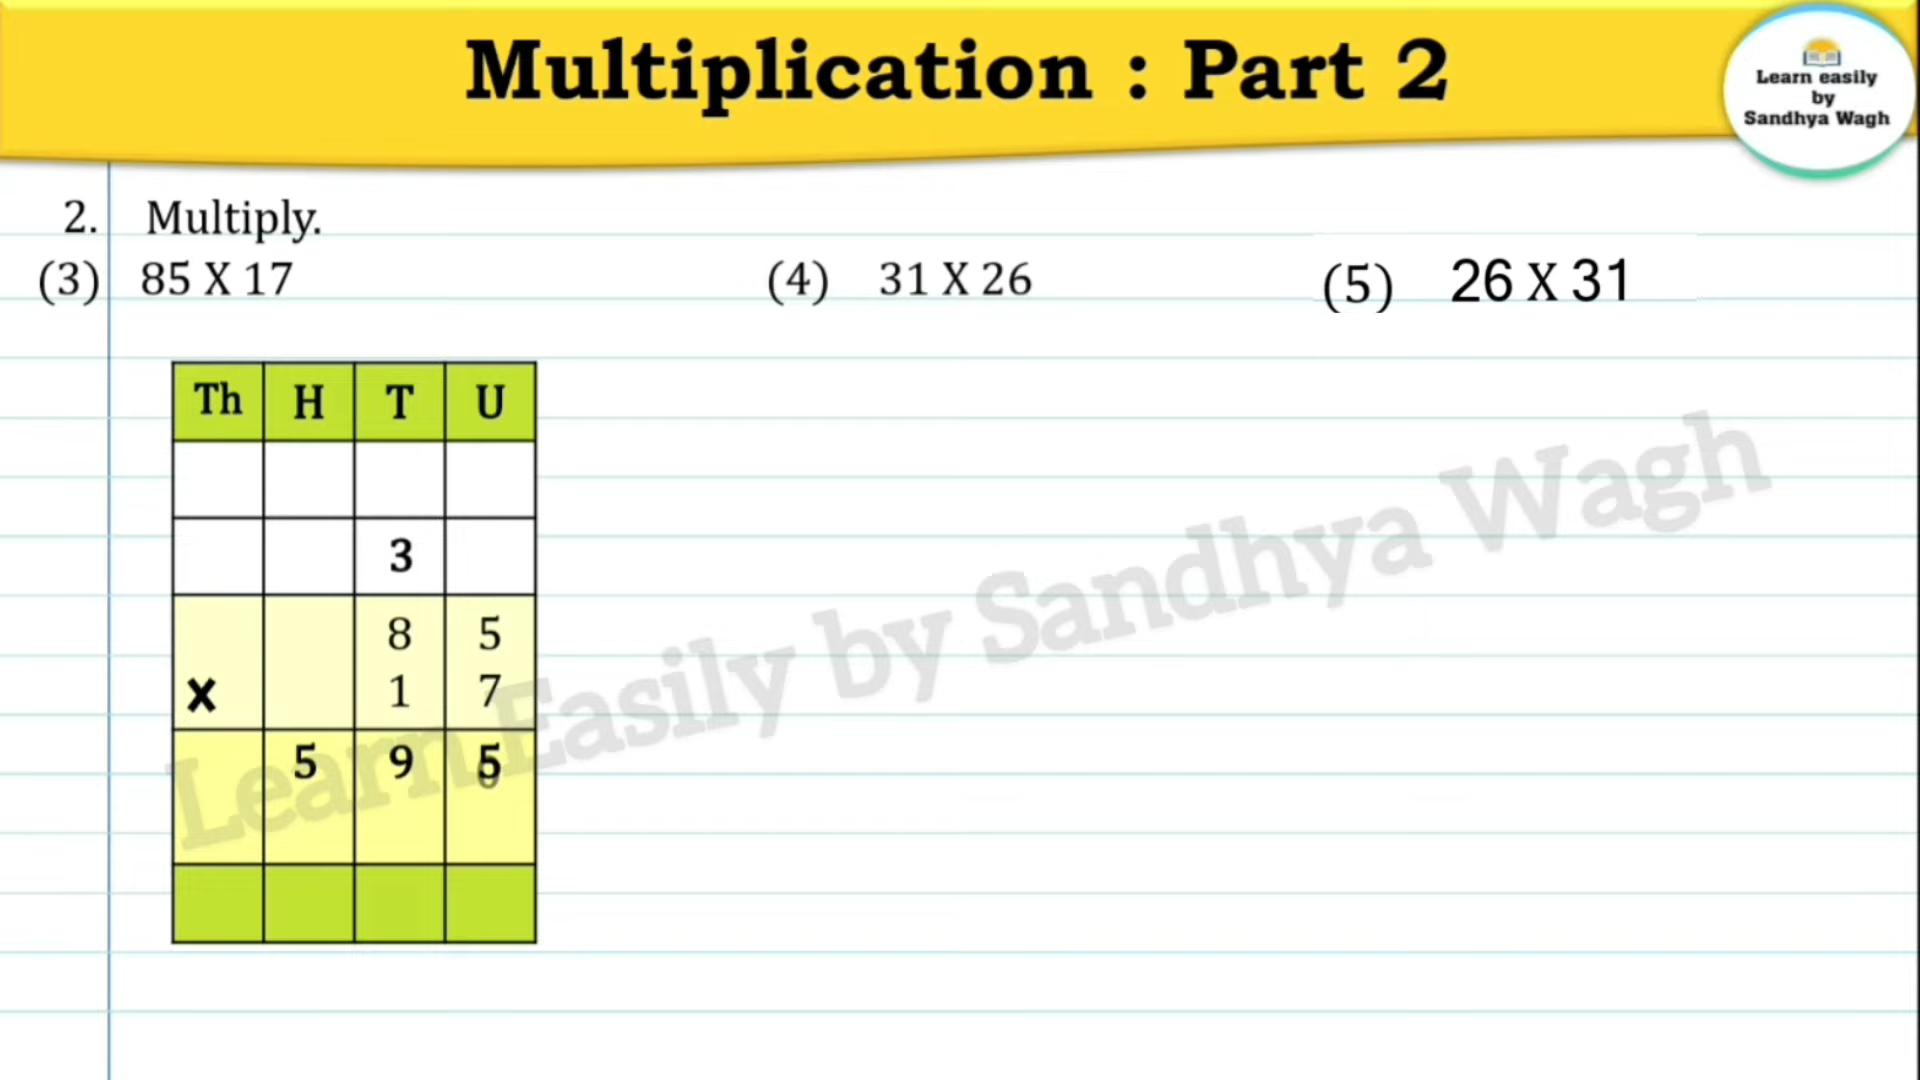 Multiplication : Part 2
Learn easily
by
Sandhya Wagh
2. Multiply.
(3) 85 X 17 (4) 31 X 26 (5) 26 X 31
Th H T U
3
8 5
x 1 7
5 9 5
Learn Easily by Sandhya Wagh